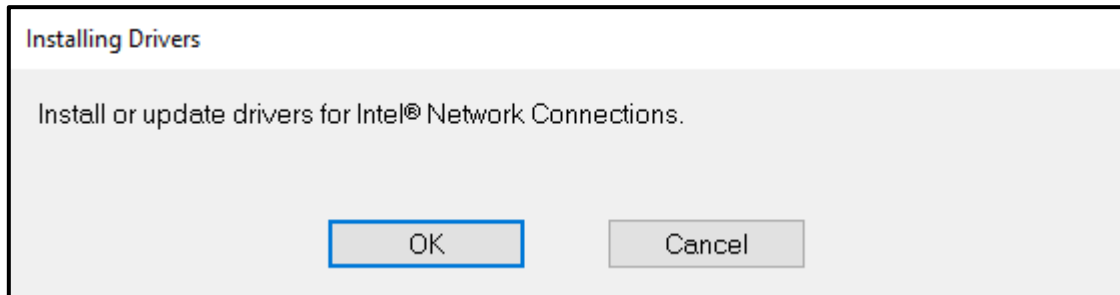 Installing Drivers
Install or update drivers for Intel® Network Connections.
OK
Cancel